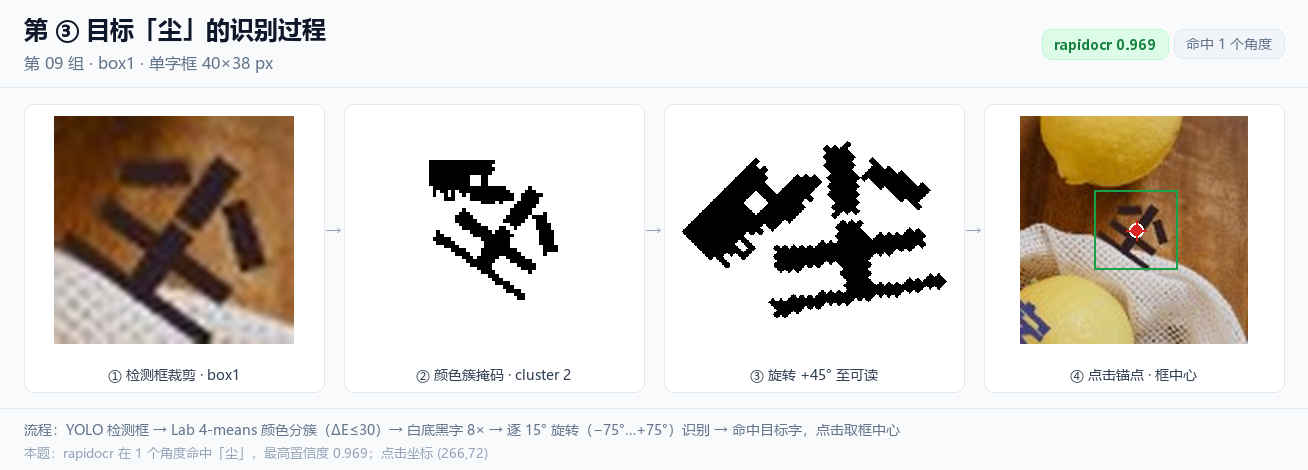 第 ③ 目标「尘」的识别过程
第 09 组 · box1 · 单字框 40×38 px
rapidocr 0.969
命中 1 个角度
尘
→
尘
→
尘
→
尘
① 检测框裁剪 · box1
② 颜色簇掩码 · cluster 2
③ 旋转 +45° 至可读
④ 点击锚点 · 框中心
流程：YOLO 检测框 → Lab 4-means 颜色分簇（ΔE≤30）→ 白底黑字 8× → 逐 15° 旋转（−75°…+75°）识别 → 命中目标字，点击取框中心
本题：rapidocr 在 1 个角度命中「尘」，最高置信度 0.969；点击坐标 (266,72)